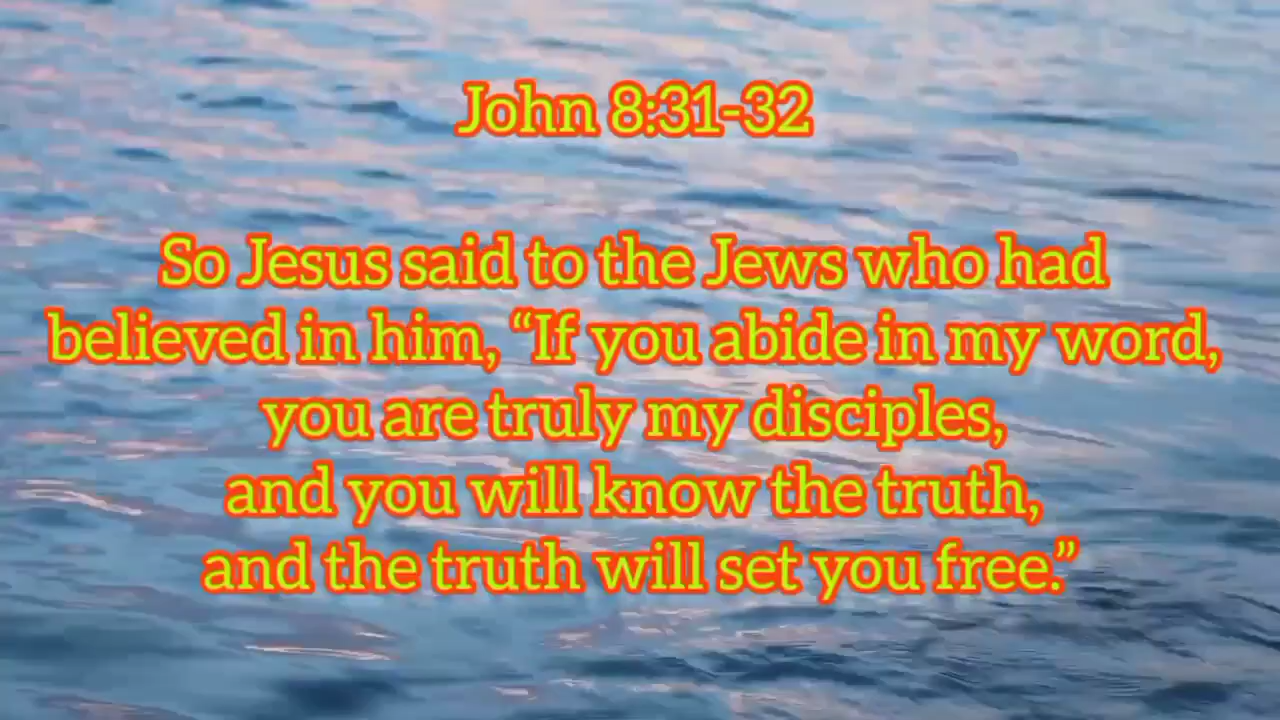 John 8:31-32
So Jesus said to the Jews who had
believed in him, “If you abide in my word,
you are truly my disciples,
and you will know the truth,
and the truth will set you free.”